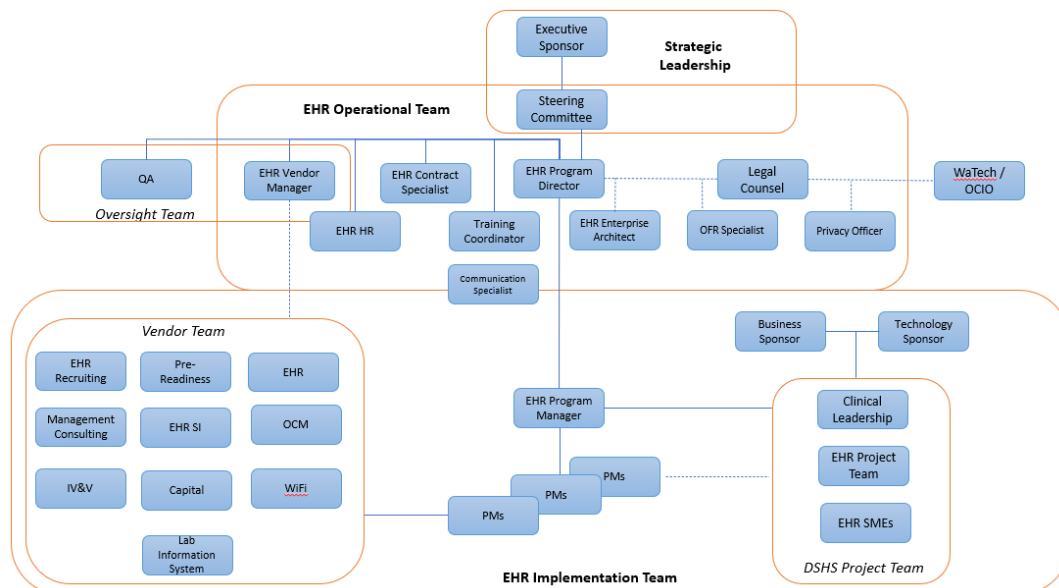 Executive
Sponsor
Strategic
Leadership
EHR Operational Team
Steering
Committee
QA
EHR Vendor
Manager
EHR Contract
Specialist
EHR Program
Director
Legal
Counsel
WaTech /
OCIO
Oversight Team
EHR HR
Training
Coordinator
EHR Enterprise
Architect
OFR Specialist
Privacy Officer
Communication
Specialist
Vendor Team
Business
Sponsor
Technology
Sponsor
EHR
Recruiting
Pre-
Readiness
EHR
Management
Consulting
EHR SI
OCM
EHR Program
Manager
Clinical
Leadership
IV&V
Capital
WiFi
PMs
PMs
PMs
EHR Project
Team
EHR SMEs
Lab
Information
System
DSHS Project Team
EHR Implementation Team